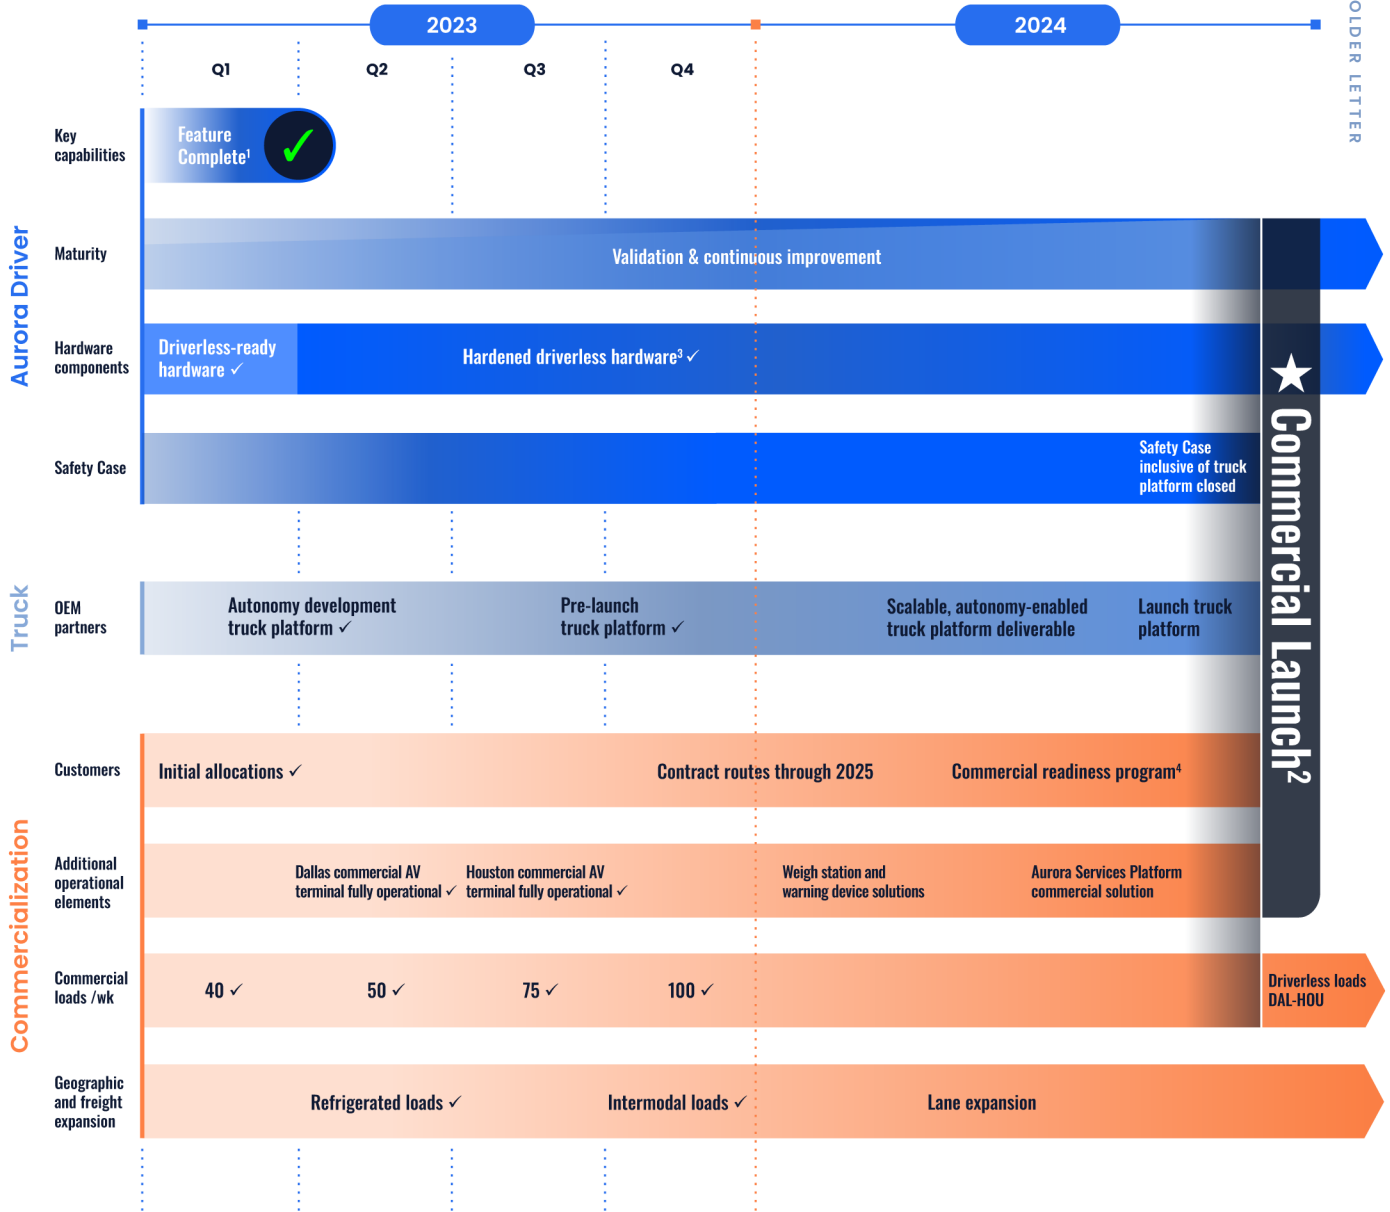 2023
2024
OLDER LETTER
Q1
Q2
Q3
Q4
Aurora Driver
Key
capabilities
Feature
Complete¹ ✓
Maturity
Validation & continuous improvement
Hardware
components
Driverless-ready
hardware ✓
Hardened driverless hardware³ ✓
Safety Case
Safety Case
inclusive of truck
platform closed
★ Commercial Launch²
Truck
OEM
partners
Autonomy development
truck platform ✓
Pre-launch
truck platform ✓
Scalable, autonomy-enabled
truck platform deliverable
Launch truck
platform
Commercialization
Customers
Initial allocations ✓
Contract routes through 2025
Commercial readiness program⁴
Additional
operational
elements
Dallas commercial AV
terminal fully operational ✓
Houston commercial AV
terminal fully operational ✓
Weigh station and
warning device solutions
Aurora Services Platform
commercial solution
Commercial
loads /wk
40 ✓
50 ✓
75 ✓
100 ✓
Driverless loads
DAL-HOU
Geographic
and freight
expansion
Refrigerated loads ✓
Intermodal loads ✓
Lane expansion